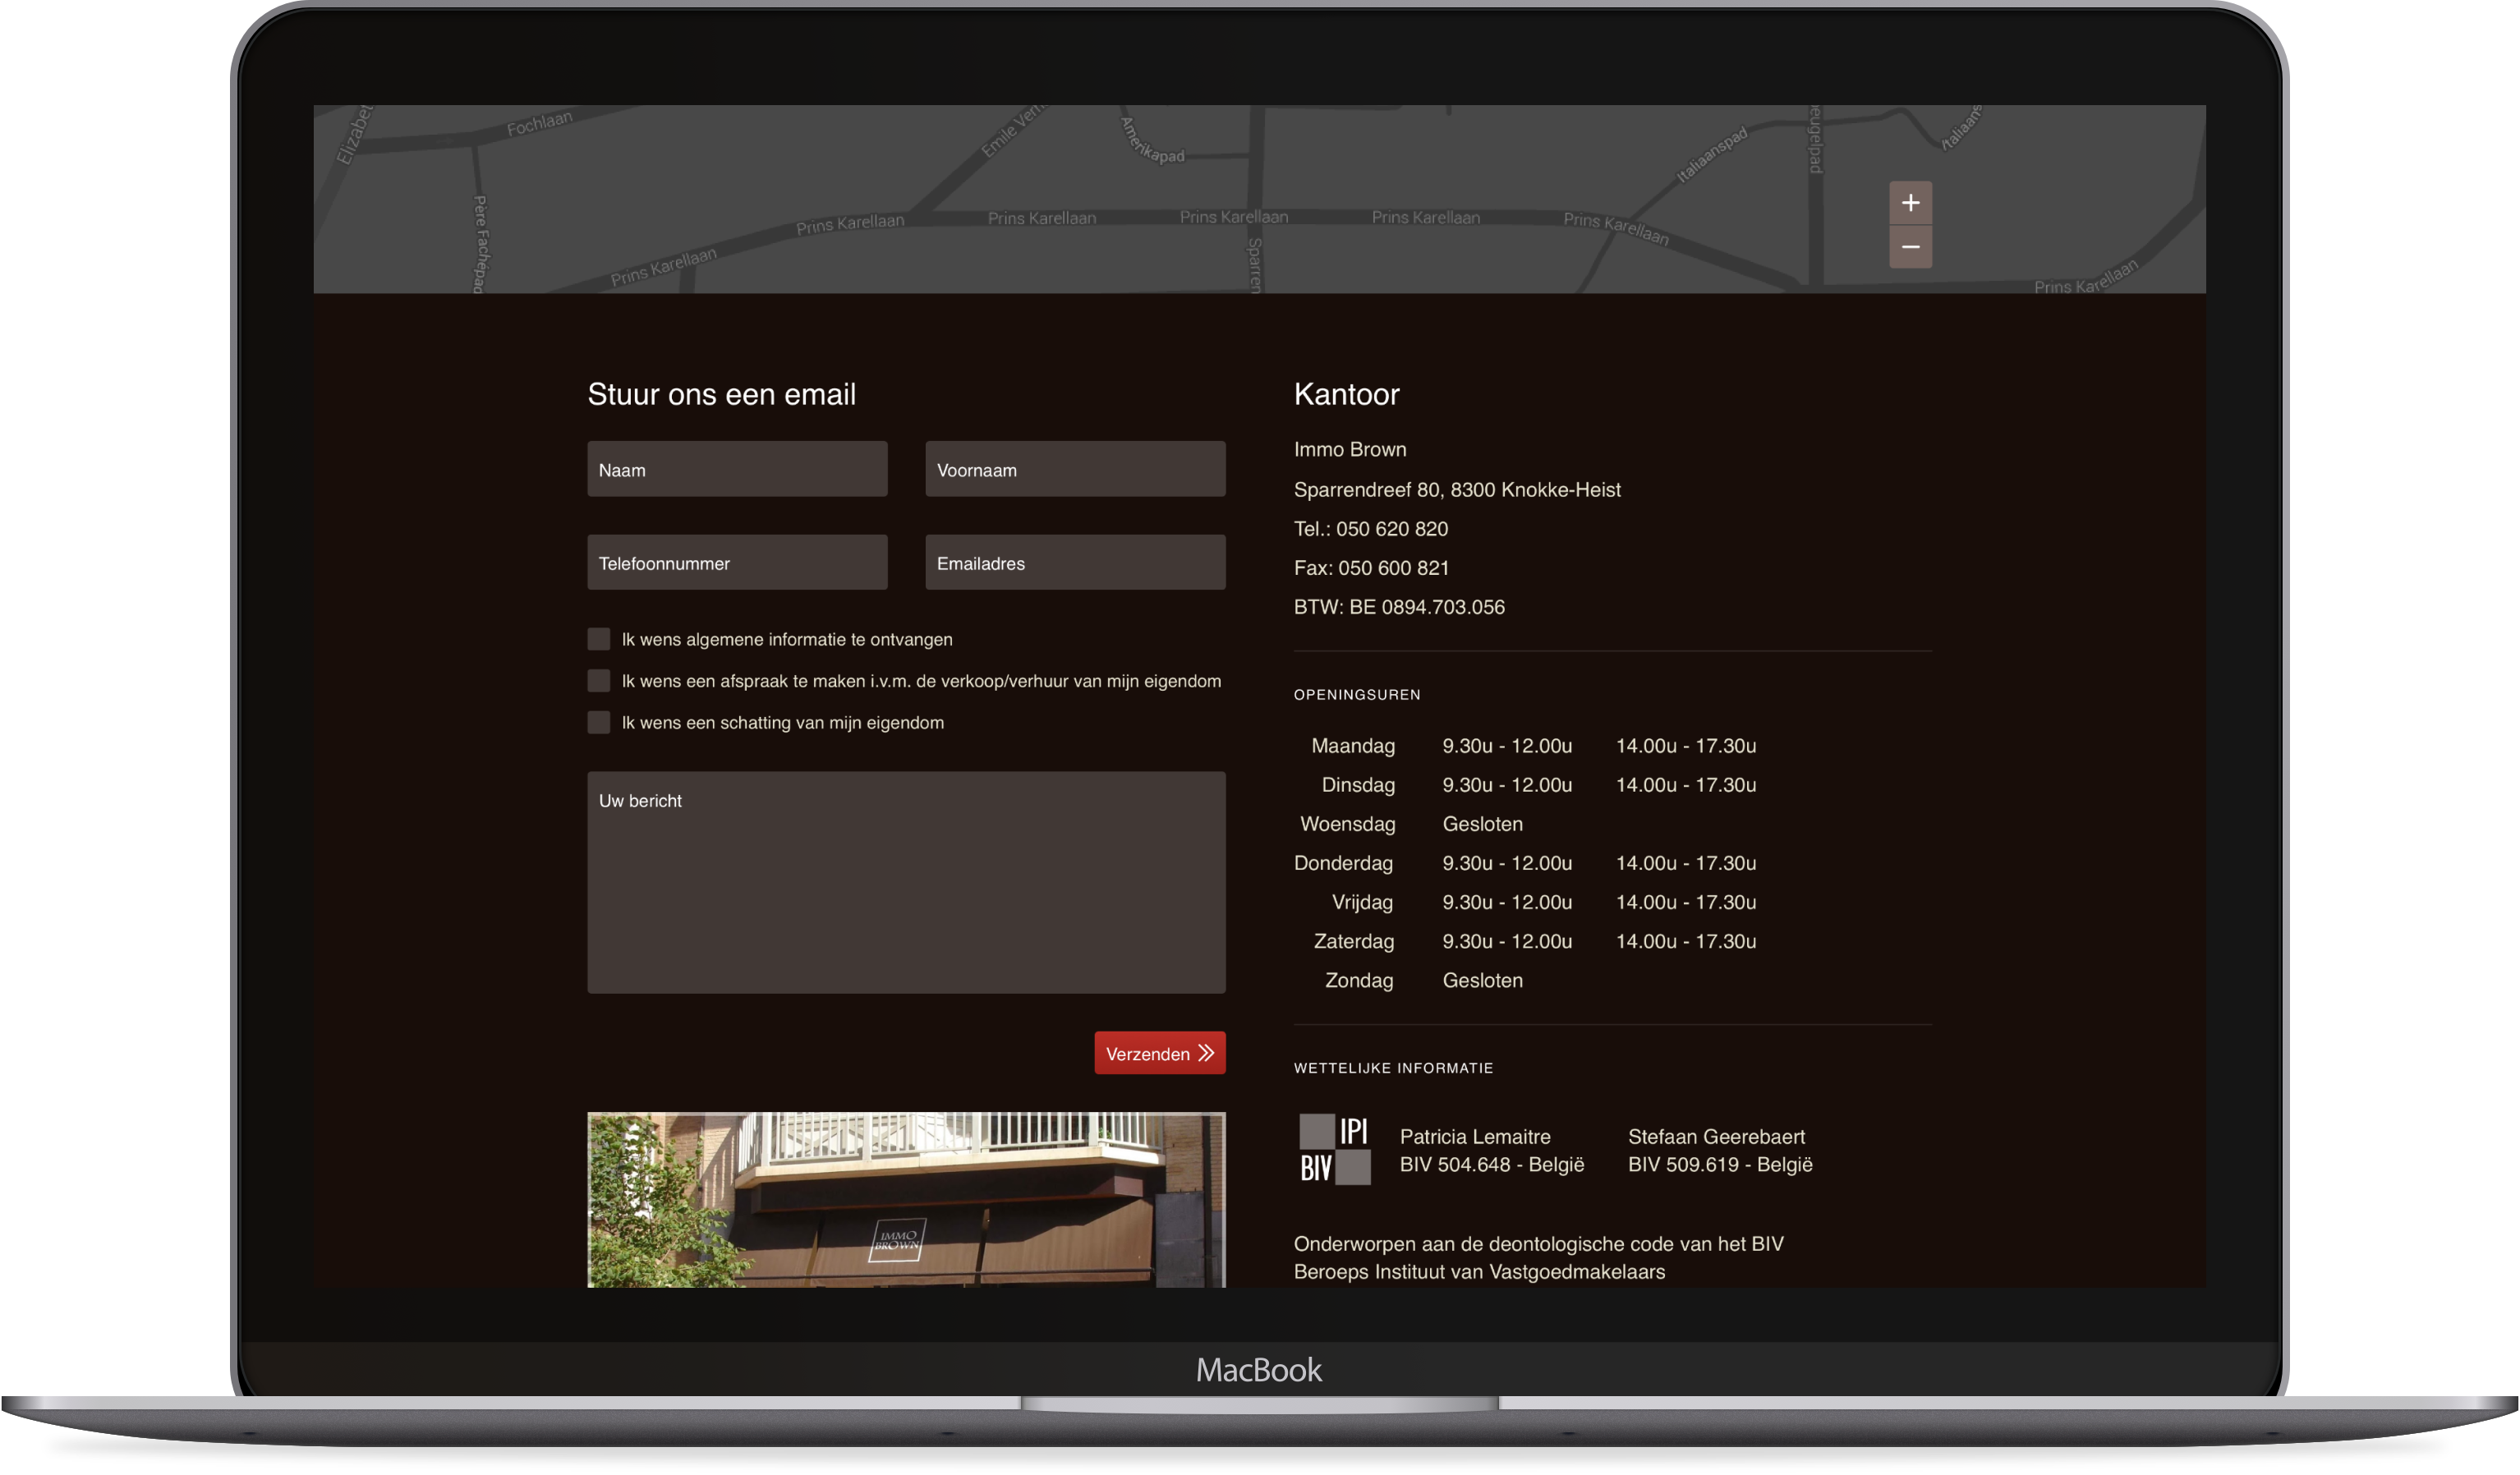 Elizabet
Fochlaan
Emile Verh
Amerikapad
Italiaanspad
eugelpad
Italiaans
Père Fachépad
Prins Karellaan
Prins Karellaan
Prins Karellaan
Prins Karellaan
Prins Karellaan
Prins Karellaan
Sparren
Prins Karellaan
+
−
Stuur ons een email
Naam
Voornaam
Telefoonnummer
Emailadres
Ik wens algemene informatie te ontvangen
Ik wens een afspraak te maken i.v.m. de verkoop/verhuur van mijn eigendom
Ik wens een schatting van mijn eigendom
Uw bericht
Verzenden
IMMO
BROWN
Kantoor
Immo Brown
Sparrendreef 80, 8300 Knokke-Heist
Tel.: 050 620 820
Fax: 050 600 821
BTW: BE 0894.703.056
OPENINGSUREN
Maandag 9.30u - 12.00u 14.00u - 17.30u
Dinsdag 9.30u - 12.00u 14.00u - 17.30u
Woensdag Gesloten
Donderdag 9.30u - 12.00u 14.00u - 17.30u
Vrijdag 9.30u - 12.00u 14.00u - 17.30u
Zaterdag 9.30u - 12.00u 14.00u - 17.30u
Zondag Gesloten
WETTELIJKE INFORMATIE
IPI
BIV
Patricia Lemaitre
BIV 504.648 - België
Stefaan Geerebaert
BIV 509.619 - België
Onderworpen aan de deontologische code van het BIV
Beroeps Instituut van Vastgoedmakelaars
MacBook